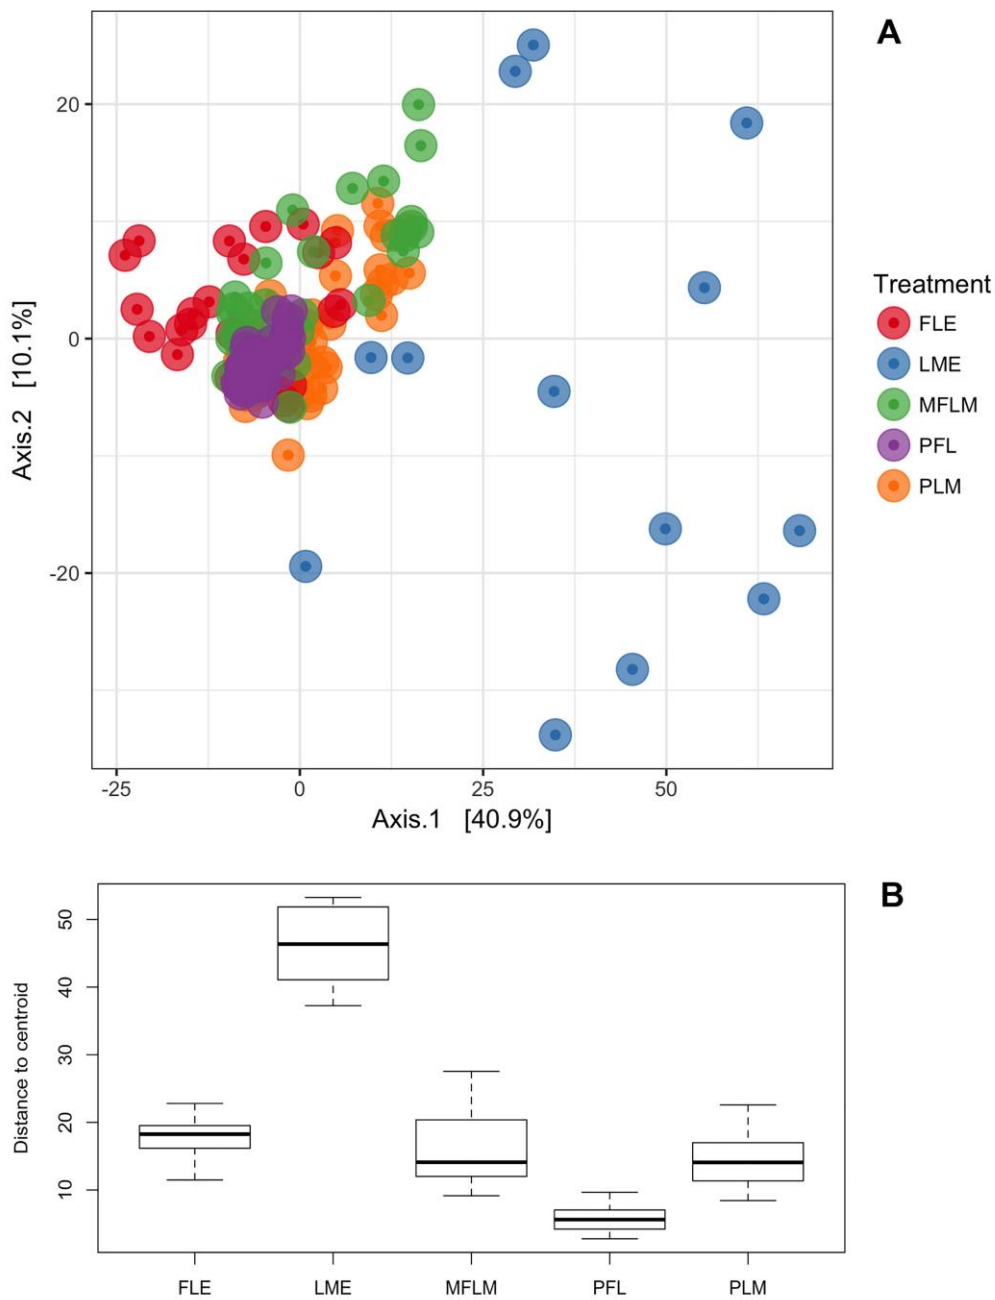 A
20
0
-20
Axis.2 [10.1%]
-25 0 25 50
Axis.1 [40.9%]
Treatment
FLE
LME
MFLM
PFL
PLM
B
50
40
30
20
10
Distance to centroid
FLE LME MFLM PFL PLM